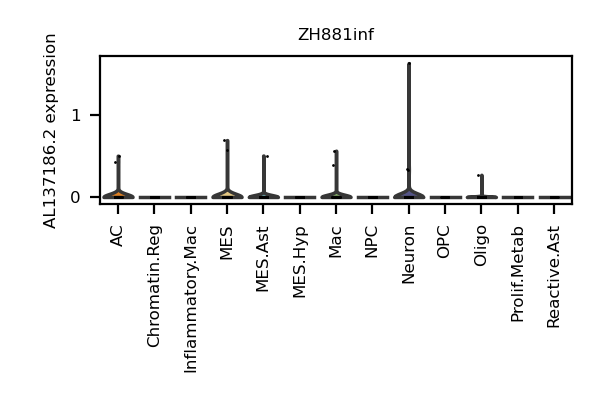 ZH881inf
AL137186.2 expression
1
0
AC
Chromatin.Reg
Inflammatory.Mac
MES
MES.Ast
MES.Hyp
Mac
NPC
Neuron
OPC
Oligo
Prolif.Metab
Reactive.Ast